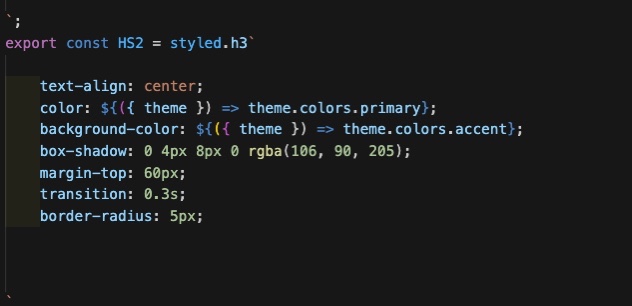 `;
export const HS2 = styled.h3`
text-align: center;
color: ${({ theme }) => theme.colors.primary};
background-color: ${({ theme }) => theme.colors.accent};
box-shadow: 0 4px 8px 0 rgba(106, 90, 205);
margin-top: 60px;
transition: 0.3s;
border-radius: 5px;
`